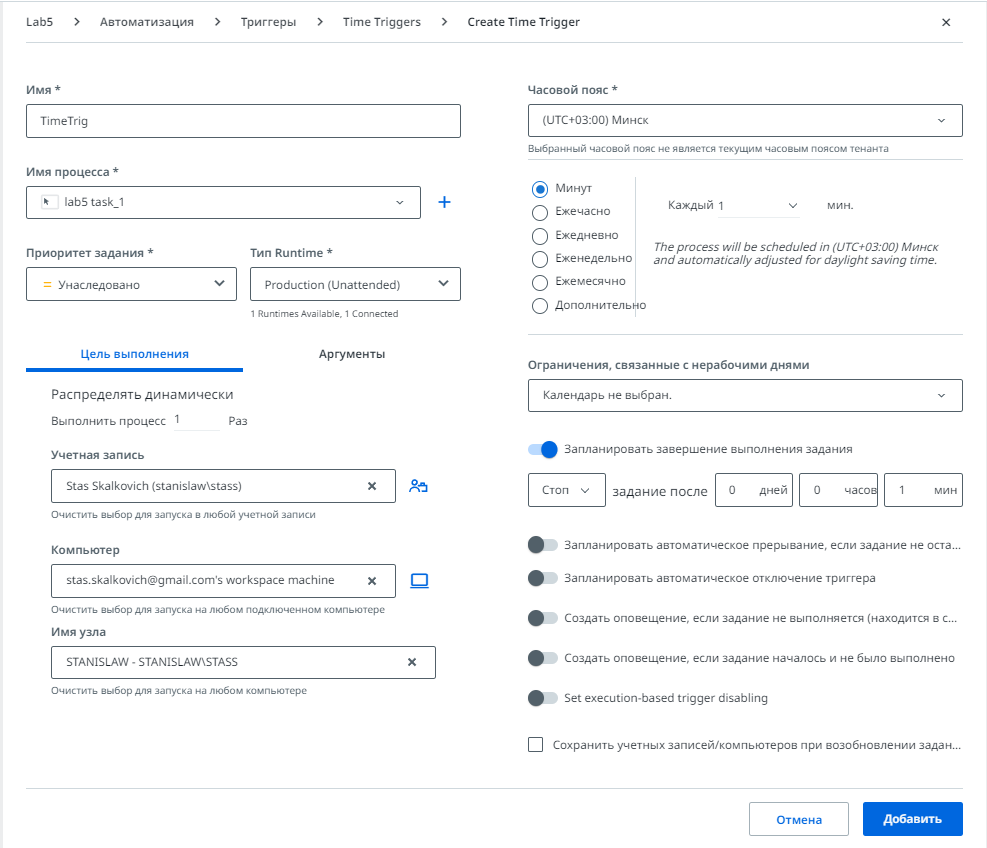 Lab5 > Автоматизация > Триггеры > Time Triggers > Create Time Trigger
Имя *
TimeTrig
Имя процесса *
lab5 task_1
Приоритет задания * Тип Runtime *
Унаследовано Production (Unattended)
1 Runtimes Available, 1 Connected
Цель выполнения Аргументы
Распределять динамически
Выполнить процесс 1 Раз
Учетная запись
Stas Skalkovich (stanislaw\stass)
Очистить выбор для запуска в любой учетной записи
Компьютер
stas.skalkovich@gmail.com's workspace machine
Очистить выбор для запуска на любом подключенном компьютере
Имя узла
STANISLAW - STANISLAW\STASS
Очистить выбор для запуска на любом компьютере
Часовой пояс *
(UTC+03:00) Минск
Выбранный часовой пояс не является текущим часовым поясом тенанта
Минут
Ежечасно
Ежедневно
Еженедельно
Ежемесячно
Дополнительно
Каждый 1 мин.
The process will be scheduled in (UTC+03:00) Минск
and automatically adjusted for daylight saving time.
Ограничения, связанные с нерабочими днями
Календарь не выбран.
Запланировать завершение выполнения задания
Стоп задание после 0 дней 0 часов 1 мин
Запланировать автоматическое прерывание, если задание не оста...
Запланировать автоматическое отключение триггера
Создать оповещение, если задание не выполняется (находится в с...
Создать оповещение, если задание началось и не было выполнено
Set execution-based trigger disabling
Сохранить учетных записей/компьютеров при возобновлении задан...
Отмена Добавить